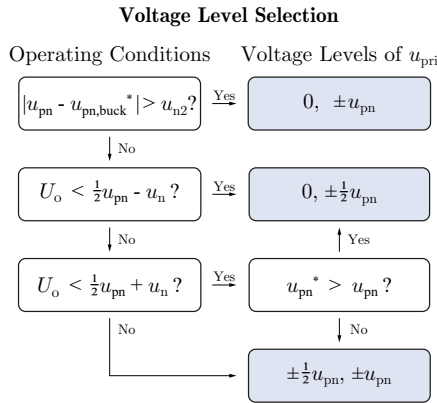 Voltage Level Selection
Operating Conditions
Voltage Levels of u_pri
|u_pn - u_pn,buck^*| > u_n2?
Yes
0, ±u_pn
No
U_o < ½u_pn - u_n ?
Yes
0, ±½u_pn
No
Yes
U_o < ½u_pn + u_n ?
Yes
u_pn^* > u_pn ?
No
No
±½u_pn, ±u_pn